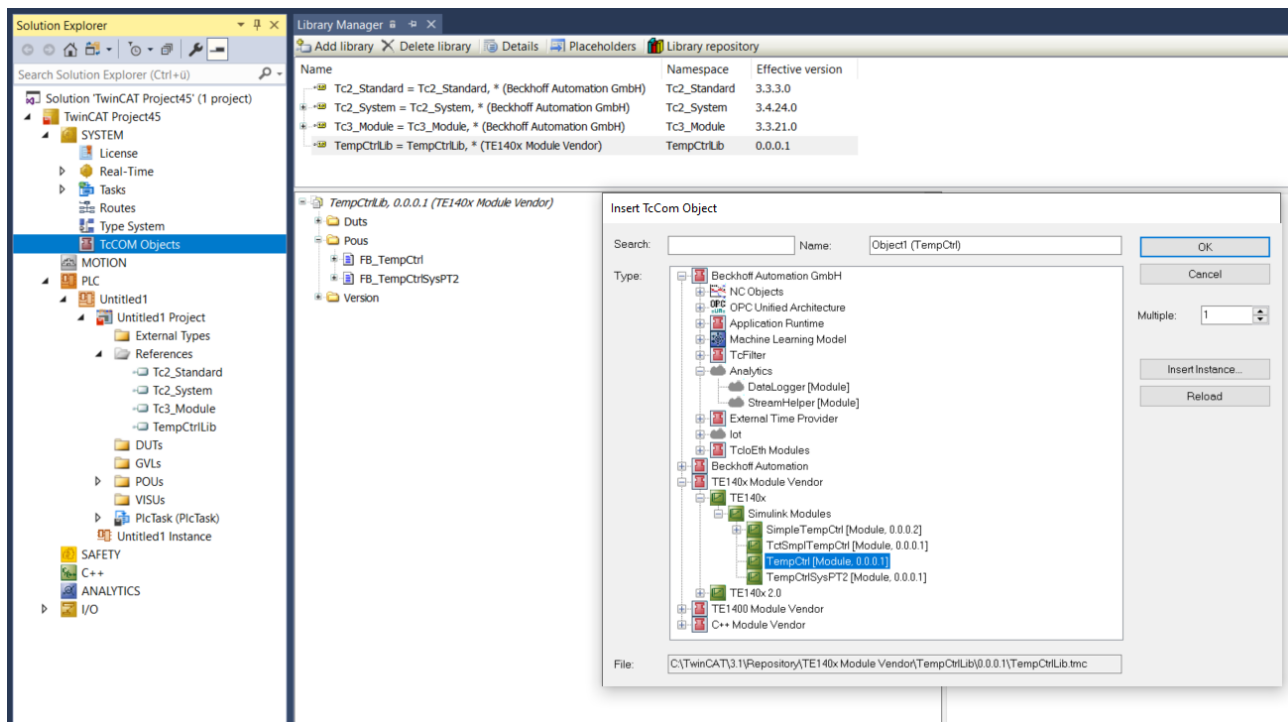 Solution Explorer
Search Solution Explorer (Ctrl+ü)
Solution 'TwinCAT Project45' (1 project)
TwinCAT Project45
SYSTEM
License
Real-Time
Tasks
Routes
Type System
TcCOM Objects
MOTION
PLC
Untitled1
Untitled1 Project
External Types
References
Tc2_Standard
Tc2_System
Tc3_Module
TempCtrlLib
DUTs
GVLs
POUs
VISUs
PlcTask (PlcTask)
Untitled1 Instance
SAFETY
C++
ANALYTICS
I/O
Library Manager
Add library Delete library Details Placeholders Library repository
Name Namespace Effective version
Tc2_Standard = Tc2_Standard, * (Beckhoff Automation GmbH) Tc2_Standard 3.3.3.0
Tc2_System = Tc2_System, * (Beckhoff Automation GmbH) Tc2_System 3.4.24.0
Tc3_Module = Tc3_Module, * (Beckhoff Automation GmbH) Tc3_Module 3.3.21.0
TempCtrlLib = TempCtrlLib, * (TE140x Module Vendor) TempCtrlLib 0.0.0.1
TempCtrlLib, 0.0.0.1 (TE140x Module Vendor)
Duts
Pous
FB_TempCtrl
FB_TempCtrlSysPT2
Version
Insert TcCom Object
Search: Name: Object1 (TempCtrl) OK
Type: Beckhoff Automation GmbH Cancel
NC Objects
OPC OPC Unified Architecture
Application Runtime Multiple: 1
Machine Learning Model
TcFilter
Analytics Insert Instance...
DataLogger [Module]
StreamHelper [Module] Reload
External Time Provider
Iot
TcIoEth Modules
Beckhoff Automation
TE140x Module Vendor
TE140x
Simulink Modules
SimpleTempCtrl [Module, 0.0.0.2]
TctSmplTempCtrl [Module, 0.0.0.1]
TempCtrl [Module, 0.0.0.1]
TempCtrlSysPT2 [Module, 0.0.0.1]
TE140x 2.0
TE1400 Module Vendor
C++ Module Vendor
File: C:\TwinCAT\3.1\Repository\TE140x Module Vendor\TempCtrlLib\0.0.0.1\TempCtrlLib.tmc